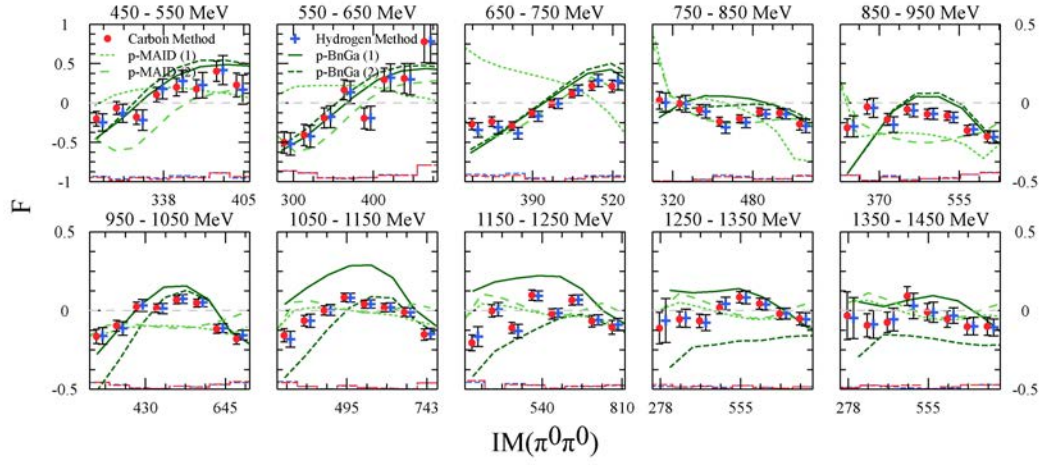 450 - 550 MeV
550 - 650 MeV
650 - 750 MeV
750 - 850 MeV
850 - 950 MeV
1
0.5
0
-0.5
-1
Carbon Method
p-MAID (1)
p-MAID (2)
Hydrogen Method
p-BnGa (1)
p-BnGa (2)
0.5
0
-0.5
338 405
300 400
390 520
320 480
370 555
F
950 - 1050 MeV
1050 - 1150 MeV
1150 - 1250 MeV
1250 - 1350 MeV
1350 - 1450 MeV
0.5
0
-0.5
0.5
0
-0.5
430 645
495 743
540 810
278 555
278 555
IM(π⁰π⁰)